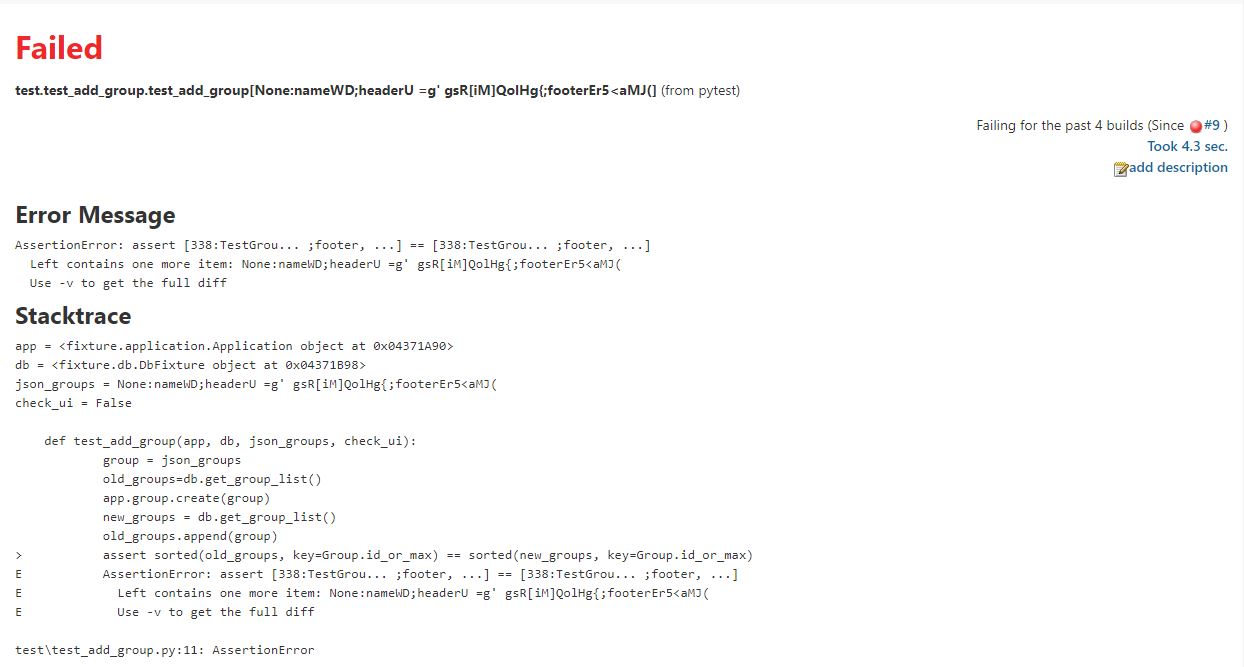 Failed
test.test_add_group.test_add_group[None:nameWD;headerU =g' gsR[iM]QolHg{;footerEr5<aMJ(] (from pytest)
Failing for the past 4 builds (Since #9 )
Took 4.3 sec.
add description
Error Message
AssertionError: assert [338:TestGrou... ;footer, ...] == [338:TestGrou... ;footer, ...]
  Left contains one more item: None:nameWD;headerU =g' gsR[iM]QolHg{;footerEr5<aMJ(
  Use -v to get the full diff
Stacktrace
app = <fixture.application.Application object at 0x04371A90>
db = <fixture.db.DbFixture object at 0x04371B98>
json_groups = None:nameWD;headerU =g' gsR[iM]QolHg{;footerEr5<aMJ(
check_ui = False
    def test_add_group(app, db, json_groups, check_ui):
            group = json_groups
            old_groups=db.get_group_list()
            app.group.create(group)
            new_groups = db.get_group_list()
            old_groups.append(group)
>           assert sorted(old_groups, key=Group.id_or_max) == sorted(new_groups, key=Group.id_or_max)
E           AssertionError: assert [338:TestGrou... ;footer, ...] == [338:TestGrou... ;footer, ...]
E             Left contains one more item: None:nameWD;headerU =g' gsR[iM]QolHg{;footerEr5<aMJ(
E             Use -v to get the full diff
test\test_add_group.py:11: AssertionError